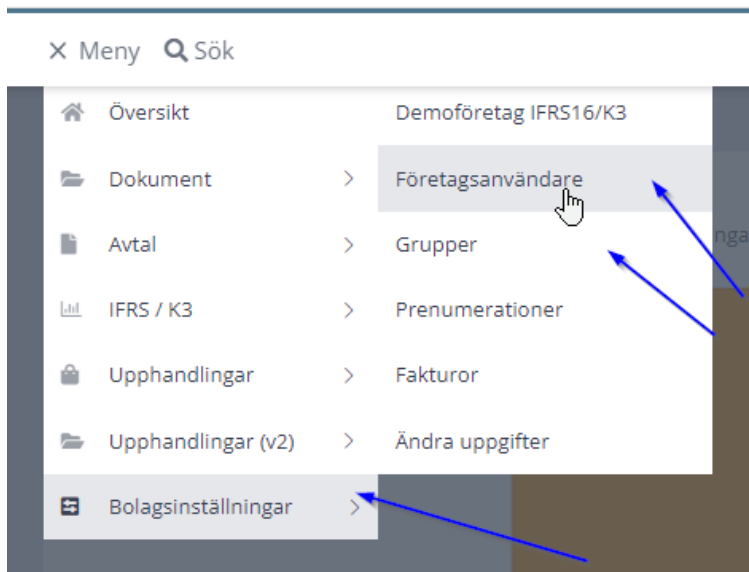 Meny Sök
Översikt
Dokument
Avtal
IFRS / K3
Upphandlingar
Upphandlingar (v2)
Bolagsinställningar
Demoföretag IFRS16/K3
Företagsanvändare
Grupper
Prenumerationer
Fakturor
Ändra uppgifter
nga